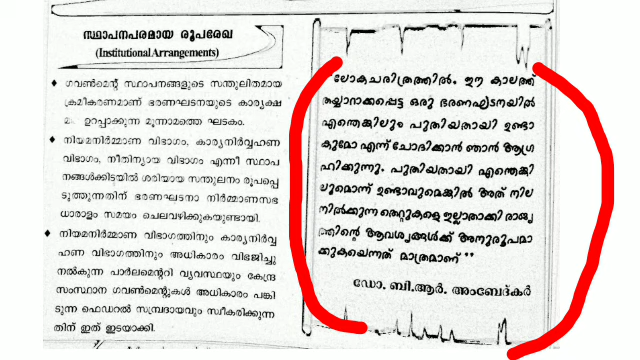 സ്ഥാപനപരമായ രൂപരേഖ
(Institutional Arrangements)
♦ ഗവൺമെന്റ് സ്ഥാപനങ്ങളുടെ സന്തുലിതമായ
ക്രമീകരണമാണ് ഭരണഘടനയുടെ കാര്യക്ഷ
മത ഉറപ്പാക്കുന്ന മൂന്നാമത്തെ ഘടകം.
♦ നിയമനിർമ്മാണ വിഭാഗം, കാര്യനിർവ്വഹണ
വിഭാഗം, നീതിന്യായ വിഭാഗം എന്നീ സ്ഥാപ
നങ്ങൾക്കിടയിൽ ശരിയായ സന്തുലനം രൂപപ്പെ
ടുത്തുന്നതിന് ഭരണഘടനാ നിർമ്മാണസഭ
ധാരാളം സമയം ചെലവഴിക്കുകയുണ്ടായി.
♦ നിയമനിർമ്മാണ വിഭാഗത്തിനും കാര്യനിർവ്വ
ഹണ വിഭാഗത്തിനും അധികാരം വിഭജിച്ചു
നൽകുന്ന പാർലമെന്ററി വ്യവസ്ഥയും കേന്ദ്ര
സംസ്ഥാന ഗവൺമെന്റുകൾ അധികാരം പങ്കി
ടുന്ന ഫെഡറൽ സമ്പ്രദായവും സ്വീകരിക്കുന്ന
തിന് ഇത് ഇടയാക്കി.
"ലോകചരിത്രത്തിൽ. ഈ കാലത്ത്
തയ്യാറാക്കപ്പെട്ട ഒരു ഭരണഘടനയിൽ
എന്തെങ്കിലും പുതിയതായി ഉണ്ടാ
കുമോ എന്ന് ചോദിക്കാൻ ഞാൻ ആഗ്ര
ഹിക്കുന്നു. പുതിയതായി എന്തെങ്കി
ലുമൊന്ന് ഉണ്ടാവുമെങ്കിൽ അത് നില
നിൽക്കുന്ന തെറ്റുകളെ ഇല്ലാതാക്കി രാജ്യ
ത്തിന്റെ ആവശ്യങ്ങൾക്ക് അനുരൂപമാ
ക്കുകയെന്നത് മാത്രമാണ് ''
ഡോ. ബി.ആർ. അംബേദ്കർ